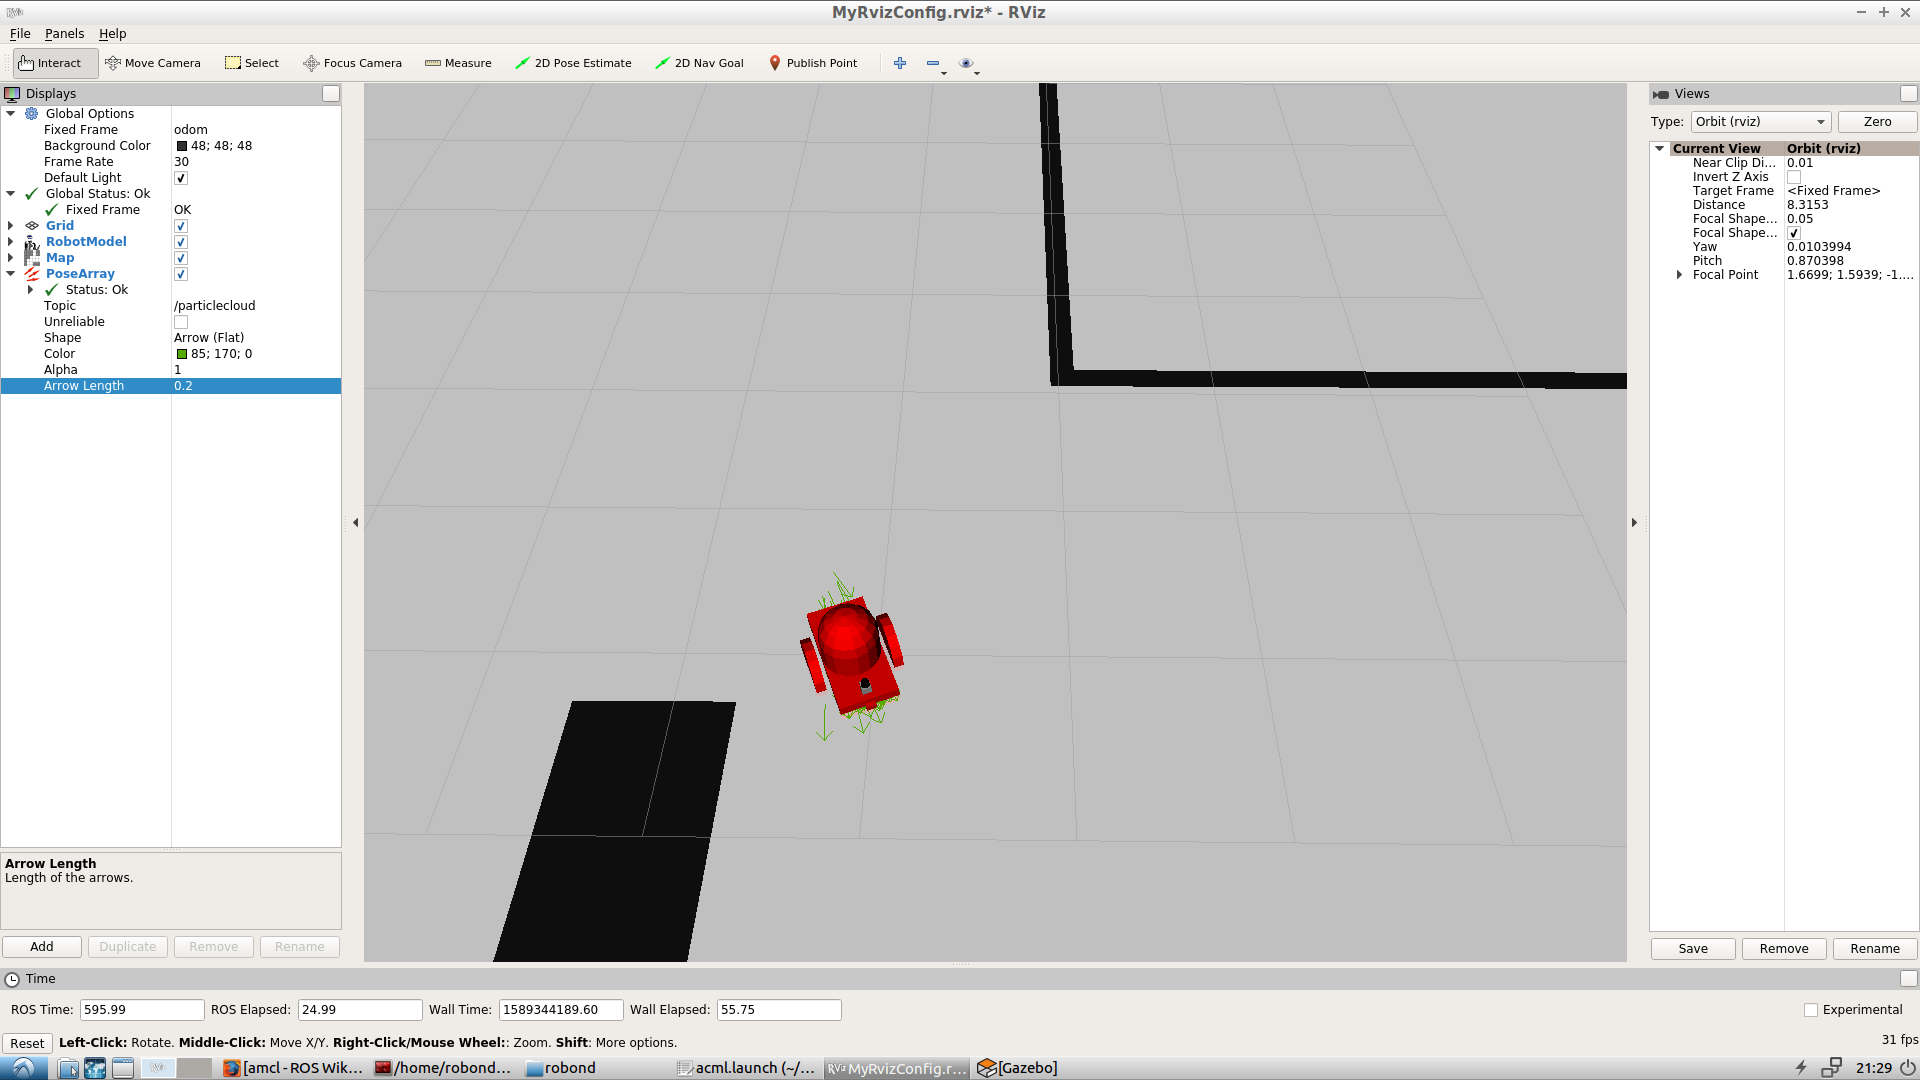 MyRvizConfig.rviz* - RViz
File Panels Help
Interact Move Camera Select Focus Camera Measure 2D Pose Estimate 2D Nav Goal Publish Point
Displays
Global Options
Fixed Frame odom
Background Color 48; 48; 48
Frame Rate 30
Default Light
Global Status: Ok
Fixed Frame OK
Grid
RobotModel
Map
PoseArray
Status: Ok
Topic /particlecloud
Unreliable
Shape Arrow (Flat)
Color 85; 170; 0
Alpha 1
Arrow Length 0.2
Arrow Length
Length of the arrows.
Add Duplicate Remove Rename
Views
Type: Orbit (rviz) Zero
Current View Orbit (rviz)
Near Clip Di... 0.01
Invert Z Axis
Target Frame <Fixed Frame>
Distance 8.3153
Focal Shape... 0.05
Focal Shape...
Yaw 0.0103994
Pitch 0.870398
Focal Point 1.6699; 1.5939; -1....
Save Remove Rename
Time
ROS Time: 595.99 ROS Elapsed: 24.99 Wall Time: 1589344189.60 Wall Elapsed: 55.75 Experimental
Reset Left-Click: Rotate. Middle-Click: Move X/Y. Right-Click/Mouse Wheel:: Zoom. Shift: More options. 31 fps
[amcl - ROS Wik... /home/robond... robond acml.launch (~/... MyRvizConfig.r... [Gazebo] 21:29